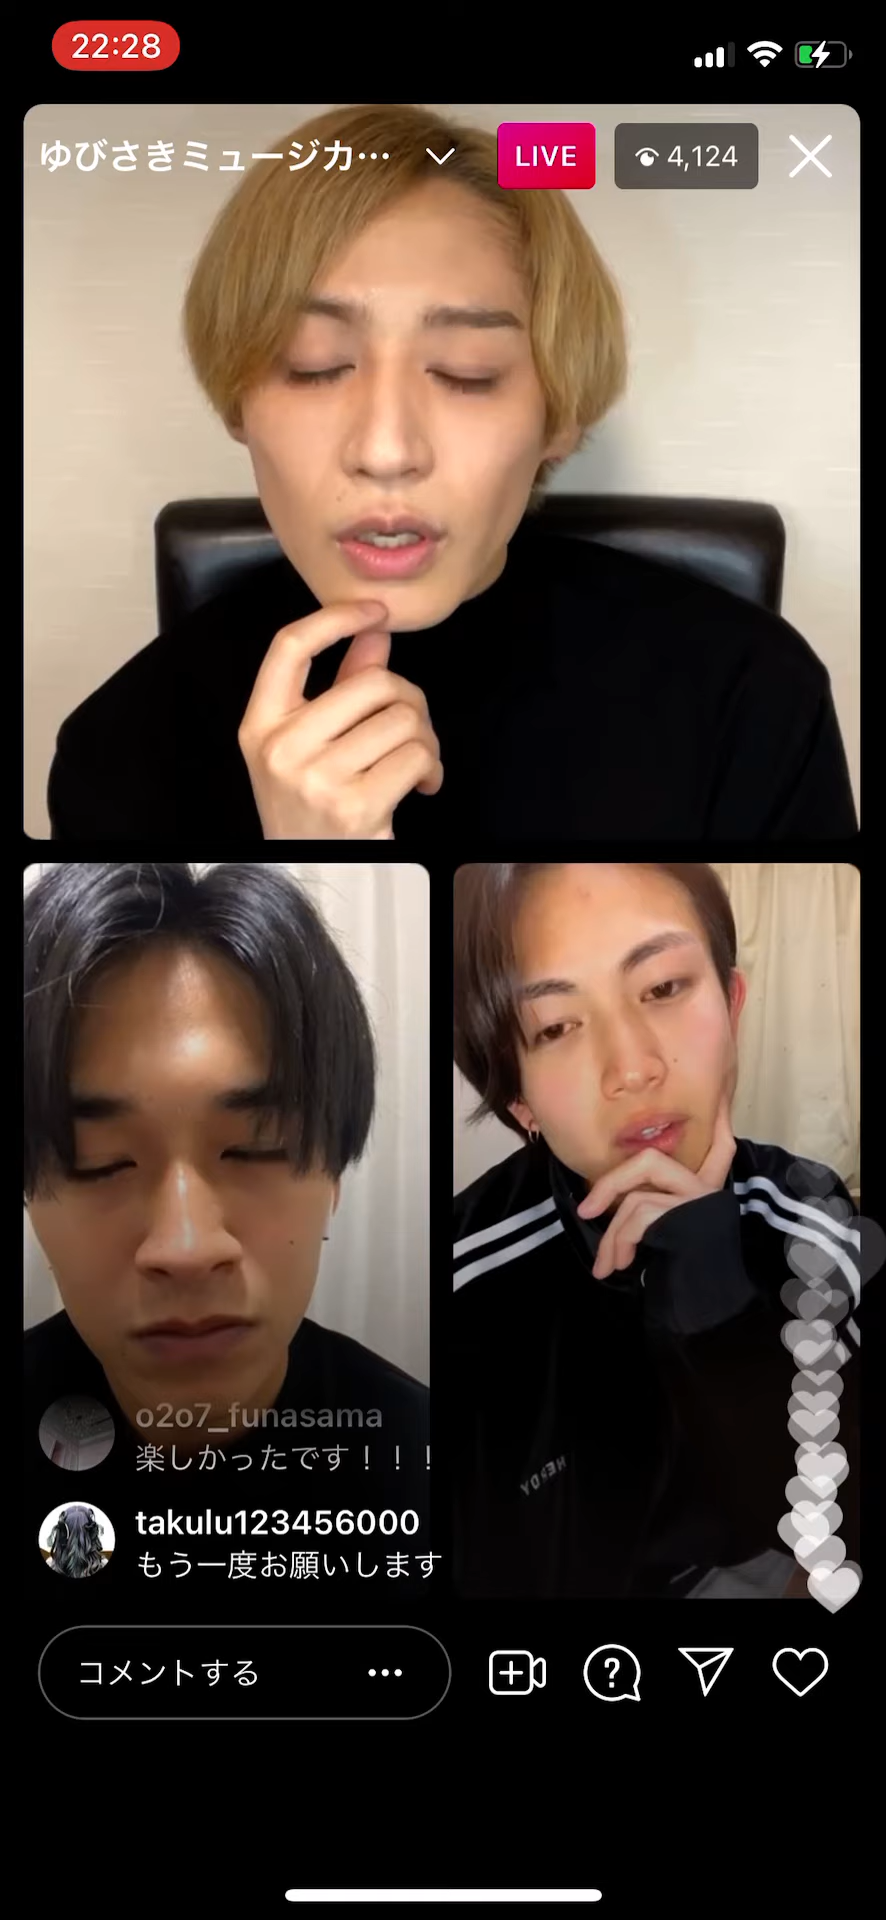 22:28
ゆびさきミュージカ…
LIVE
4,124
o2o7_funasama
楽しかったです！！！
takulu123456000
もう一度お願いします
HEROY
コメントする